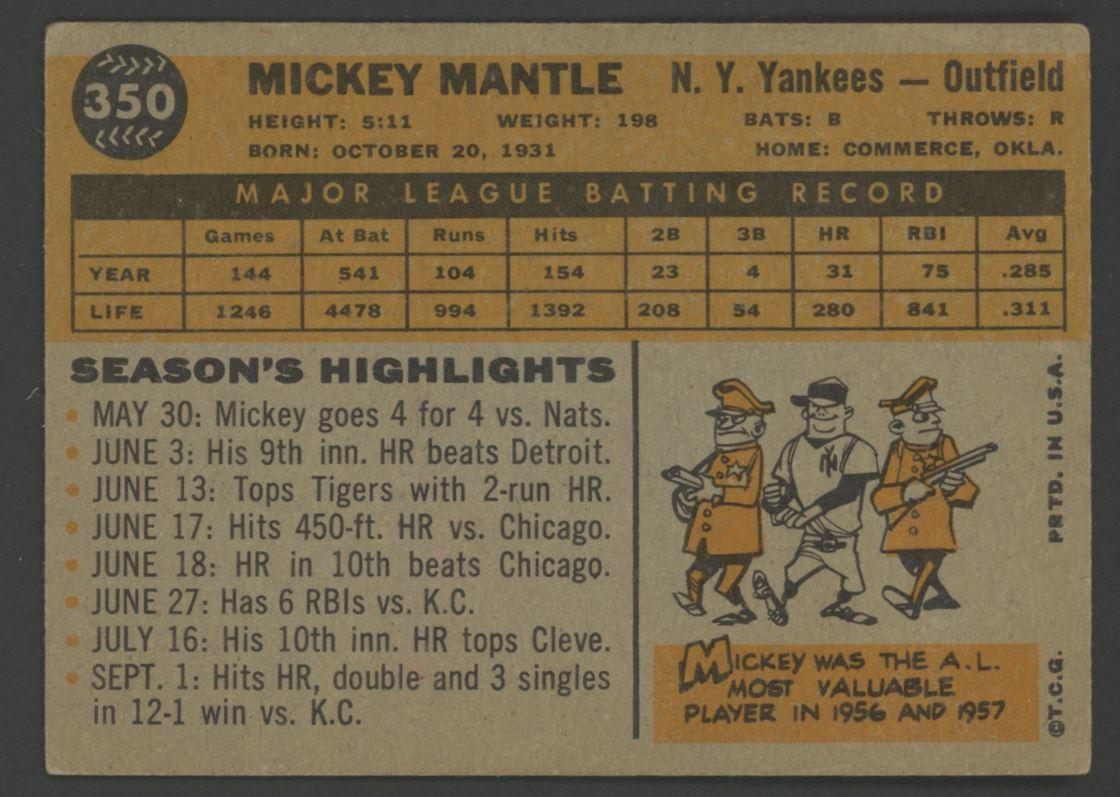 350
MICKEY MANTLE N. Y. Yankees — Outfield
HEIGHT: 5:11 WEIGHT: 198 BATS: B THROWS: R
BORN: OCTOBER 20, 1931 HOME: COMMERCE, OKLA.
MAJOR LEAGUE BATTING RECORD
Games At Bat Runs Hits 2B 3B HR RBI Avg
YEAR 144 541 104 154 23 4 31 75 .285
LIFE 1246 4478 994 1392 208 54 280 841 .311
SEASON'S HIGHLIGHTS
• MAY 30: Mickey goes 4 for 4 vs. Nats.
• JUNE 3: His 9th inn. HR beats Detroit.
• JUNE 13: Tops Tigers with 2-run HR.
• JUNE 17: Hits 450-ft. HR vs. Chicago.
• JUNE 18: HR in 10th beats Chicago.
• JUNE 27: Has 6 RBIs vs. K.C.
• JULY 16: His 10th inn. HR tops Cleve.
• SEPT. 1: Hits HR, double and 3 singles
in 12-1 win vs. K.C.
NY
MICKEY WAS THE A.L.
MOST VALUABLE
PLAYER IN 1956 AND 1957
©T.C.G. PRTD. IN U.S.A.